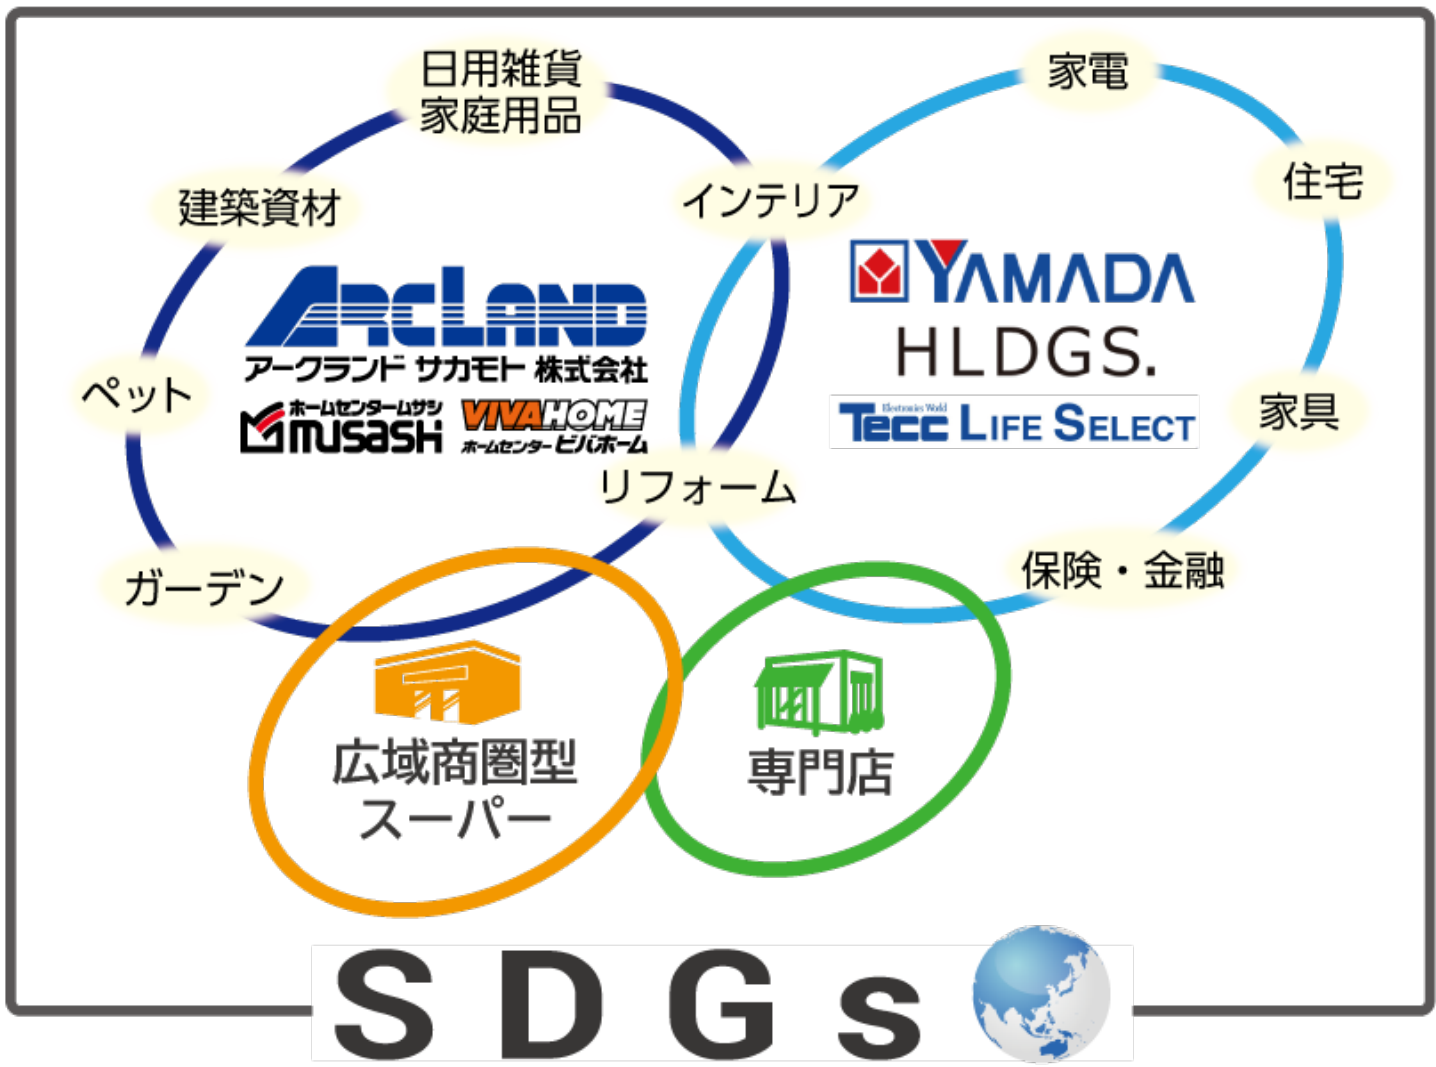 日用雑貨
家庭用品
家電
建築資材
インテリア
住宅
ARCLAND
アークランド サカモト 株式会社
ホームセンタームサシ
musashi
VIVAHOME
ホームセンター ビバホーム
YAMADA
HLDGS.
Electronics World
Tecc LIFE SELECT
ペット
家具
リフォーム
ガーデン
保険・金融
広域商圏型
スーパー
専門店
SDGs